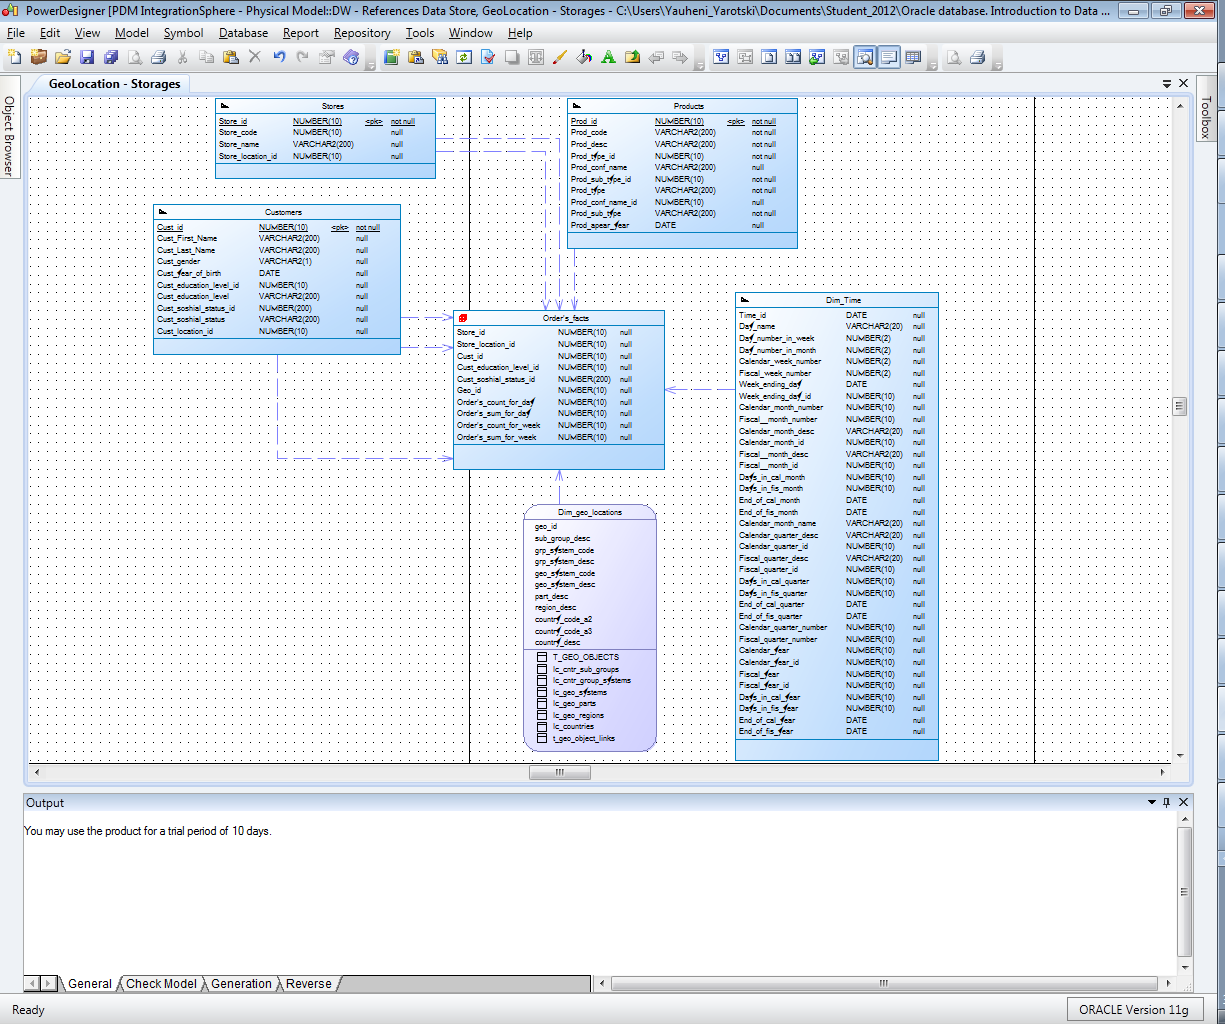 PowerDesigner [PDM IntegrationSphere - Physical Model::DW - References Data Store, GeoLocation - Storages - C:\Users\Yauheni_Yarotski\Documents\Student_2012\Oracle database. Introduction to Data ...
File Edit View Model Symbol Database Report Repository Tools Window Help
Object Browser
GeoLocation - Storages
Toolbox
Stores
Store_id NUMBER(10) <pk> not null
Store_code NUMBER(10) null
Store_name VARCHAR2(200) null
Store_location_id NUMBER(10) null
Products
Prod_id NUMBER(10) <pk> not null
Prod_code VARCHAR2(200) not null
Prod_desc VARCHAR2(200) not null
Prod_type_id NUMBER(10) not null
Prod_conf_name VARCHAR2(200) null
Prod_sub_type_id NUMBER(10) not null
Prod_type VARCHAR2(200) not null
Prod_conf_name_id NUMBER(10) null
Prod_sub_type VARCHAR2(200) not null
Prod_apear_year DATE null
Customers
Cust_id NUMBER(10) <pk> not null
Cust_First_Name VARCHAR2(200) null
Cust_Last_Name VARCHAR2(200) null
Cust_gender VARCHAR2(1) null
Cust_year_of_birth DATE null
Cust_education_level_id NUMBER(10) null
Cust_education_level VARCHAR2(200) null
Cust_soshial_status_id NUMBER(200) null
Cust_soshial_status VARCHAR2(200) null
Cust_location_id NUMBER(10) null
Order's_facts
Store_id NUMBER(10) null
Store_location_id NUMBER(10) null
Cust_id NUMBER(10) null
Cust_education_level_id NUMBER(10) null
Cust_soshial_status_id NUMBER(200) null
Geo_id NUMBER(10) null
Order's_count_for_day NUMBER(10) null
Order's_sum_for_day NUMBER(10) null
Order's_count_for_week NUMBER(10) null
Order's_sum_for_week NUMBER(10) null
Dim_Time
Time_id DATE null
Day_name VARCHAR2(20) null
Day_number_in_week NUMBER(2) null
Day_number_in_month NUMBER(2) null
Calendar_week_number NUMBER(2) null
Fiscal_week_number NUMBER(2) null
Week_ending_day DATE null
Week_ending_day_id NUMBER(10) null
Calendar_month_number NUMBER(10) null
Fiscal__month_number NUMBER(10) null
Calendar_month_desc VARCHAR2(20) null
Calendar_month_id NUMBER(10) null
Fiscal__month_desc VARCHAR2(20) null
Fiscal__month_id NUMBER(10) null
Days_in_cal_month NUMBER(10) null
Days_in_fis_month NUMBER(10) null
End_of_cal_month DATE null
End_of_fis_month DATE null
Calendar_month_name VARCHAR2(20) null
Calendar_quarter_desc VARCHAR2(20) null
Calendar_quarter_id NUMBER(10) null
Fiscal_quarter_desc VARCHAR2(20) null
Fiscal_quarter_id NUMBER(10) null
Days_in_cal_quarter NUMBER(10) null
Days_in_fis_quarter NUMBER(10) null
End_of_cal_quarter DATE null
End_of_fis_quarter DATE null
Calendar_quarter_number NUMBER(10) null
Fiscal_quarter_number NUMBER(10) null
Calendar_year NUMBER(10) null
Calendar_year_id NUMBER(10) null
Fiscal_year NUMBER(10) null
Fiscal_year_id NUMBER(10) null
Days_in_cal_year NUMBER(10) null
Days_in_fis_year NUMBER(10) null
End_of_cal_year DATE null
End_of_fis_year DATE null
Dim_geo_locations
geo_id
sub_group_desc
grp_system_code
grp_system_desc
geo_system_code
geo_system_desc
part_desc
region_desc
country_code_a2
country_code_a3
country_desc
T_GEO_OBJECTS
lc_cntr_sub_groups
lc_cntr_group_systems
lc_geo_systems
lc_geo_parts
lc_geo_regions
lc_countries
t_geo_object_links
Output
You may use the product for a trial period of 10 days.
General Check Model Generation Reverse
Ready
ORACLE Version 11g